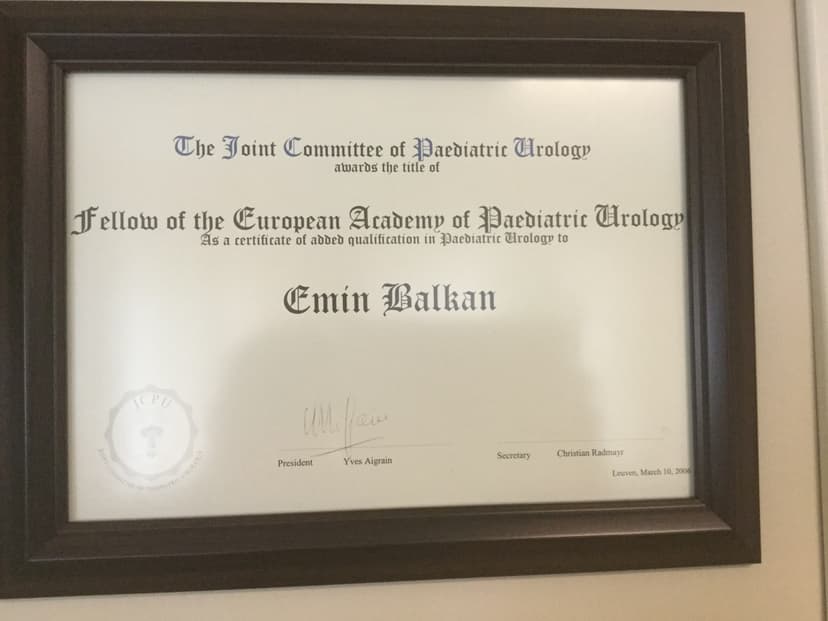 The Joint Committee of Paediatric Urology
awards the title of
Fellow of the European Academy of Paediatric Urology
As a certificate of added qualification in Paediatric Urology to
Emin Balkan
JCPU
President Yves Aigrain
Secretary Christian Radmayr
Leuven, March 10, 2006